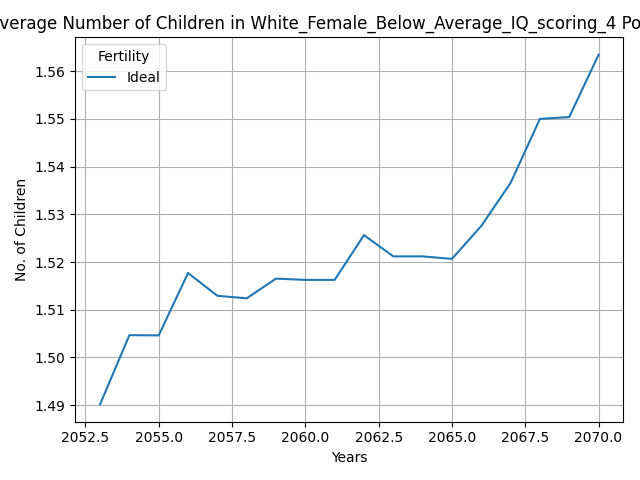 verage Number of Children in White_Female_Below_Average_IQ_scoring_4 Po
Fertility
Ideal
1.56
1.55
1.54
1.53
1.52
1.51
1.50
1.49
No. of Children
2052.5 2055.0 2057.5 2060.0 2062.5 2065.0 2067.5 2070.0
Years